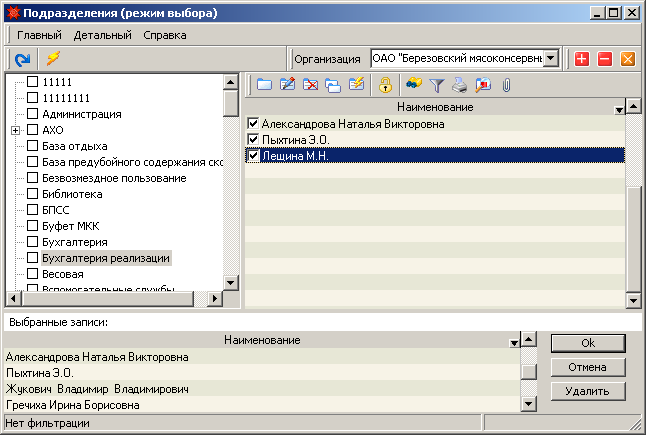 Подразделения (режим выбора)
Главный Детальный Справка
Организация ОАО "Березовский мясоконсервны
11111
11111111
Администрация
АХО
База отдыха
База предубойного содержания ско
Безвозмездное пользование
Библиотека
БПСС
Буфет МКК
Бухгалтерия
Бухгалтерия реализации
Весовая
Вспомогательные службы
Наименование
Александрова Наталья Викторовна
Пыхтина Э.О.
Лещина М.Н.
Выбранные записи:
Наименование
Александрова Наталья Викторовна
Пыхтина Э.О.
Жукович Владимир Владимирович
Гречиха Ирина Борисовна
Ok
Отмена
Удалить
Нет фильтрации